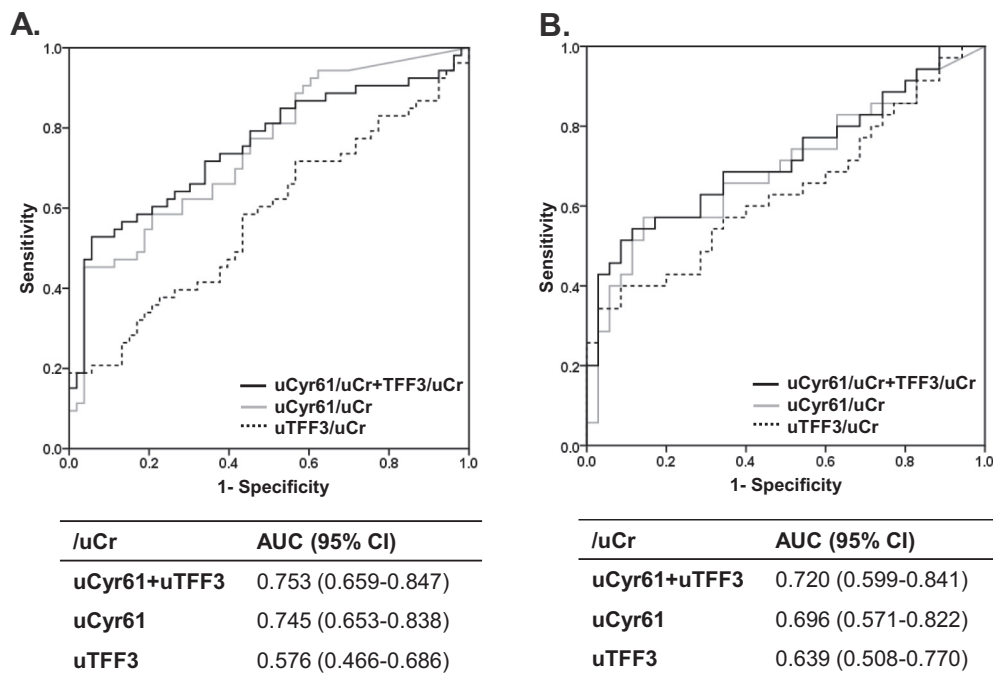 A.
1.0
0.8
0.6
0.4
0.2
0.0
Sensitivity
uCyr61/uCr+TFF3/uCr
uCyr61/uCr
uTFF3/uCr
0.0 0.2 0.4 0.6 0.8 1.0
1- Specificity
/uCr AUC (95% CI)
uCyr61+uTFF3 0.753 (0.659-0.847)
uCyr61 0.745 (0.653-0.838)
uTFF3 0.576 (0.466-0.686)
B.
1.0
0.8
0.6
0.4
0.2
0.0
Sensitivity
uCyr61/uCr+TFF3/uCr
uCyr61/uCr
uTFF3/uCr
0.0 0.2 0.4 0.6 0.8 1.0
1- Specificity
/uCr AUC (95% CI)
uCyr61+uTFF3 0.720 (0.599-0.841)
uCyr61 0.696 (0.571-0.822)
uTFF3 0.639 (0.508-0.770)